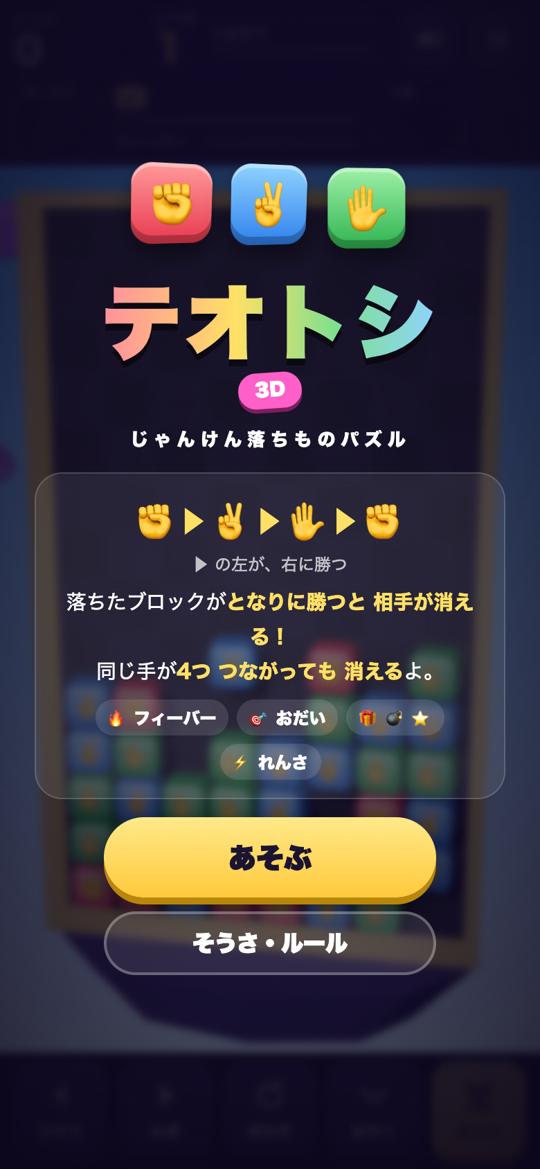 テオトシ
3D
じゃんけん落ちものパズル
▶の左が、右に勝つ
落ちたブロックがとなりに勝つと 相手が消え
る！
同じ手が4つ つながっても 消えるよ。
フィーバー
おだい
れんさ
あそぶ
そうさ・ルール